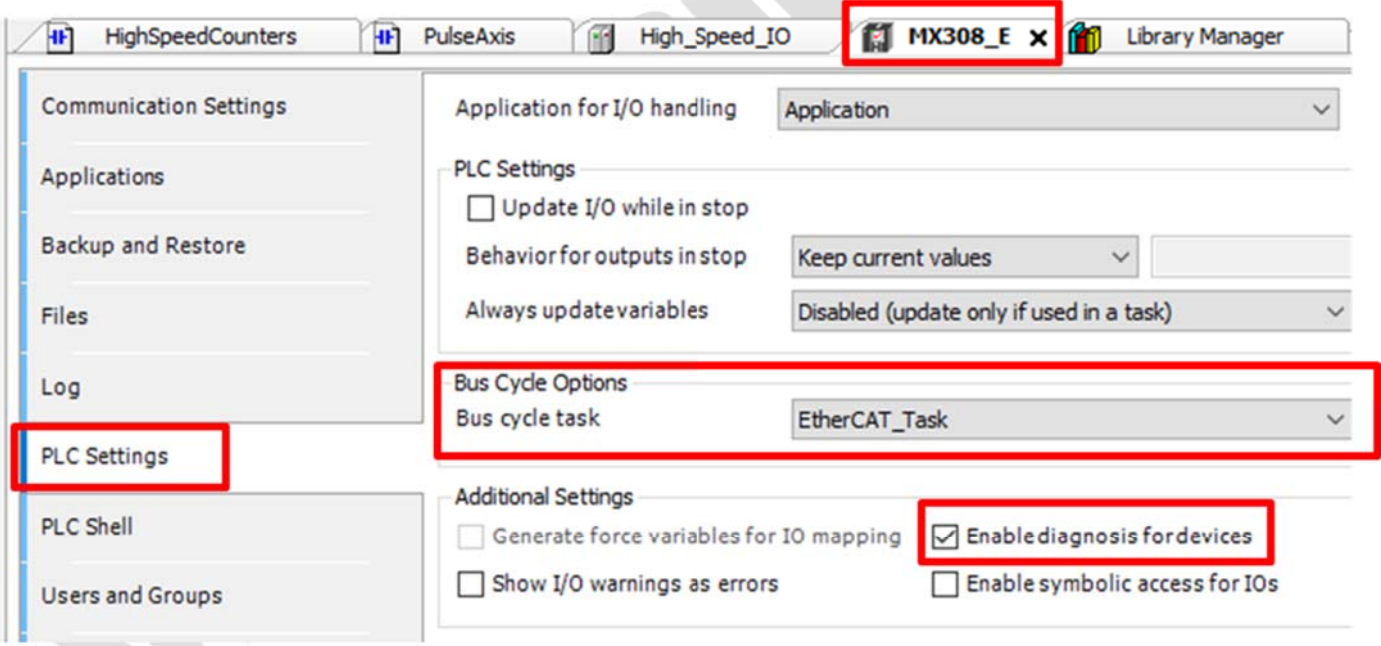 HighSpeedCounters PulseAxis High_Speed_IO MX308_E x Library Manager
Communication Settings
Applications
Backup and Restore
Files
Log
PLC Settings
PLC Shell
Users and Groups
Application for I/O handling Application
PLC Settings
Update I/O while in stop
Behavior for outputs in stop Keep current values
Always update variables Disabled (update only if used in a task)
Bus Cycle Options
Bus cycle task EtherCAT_Task
Additional Settings
Generate force variables for IO mapping Enable diagnosis for devices
Show I/O warnings as errors Enable symbolic access for IOs